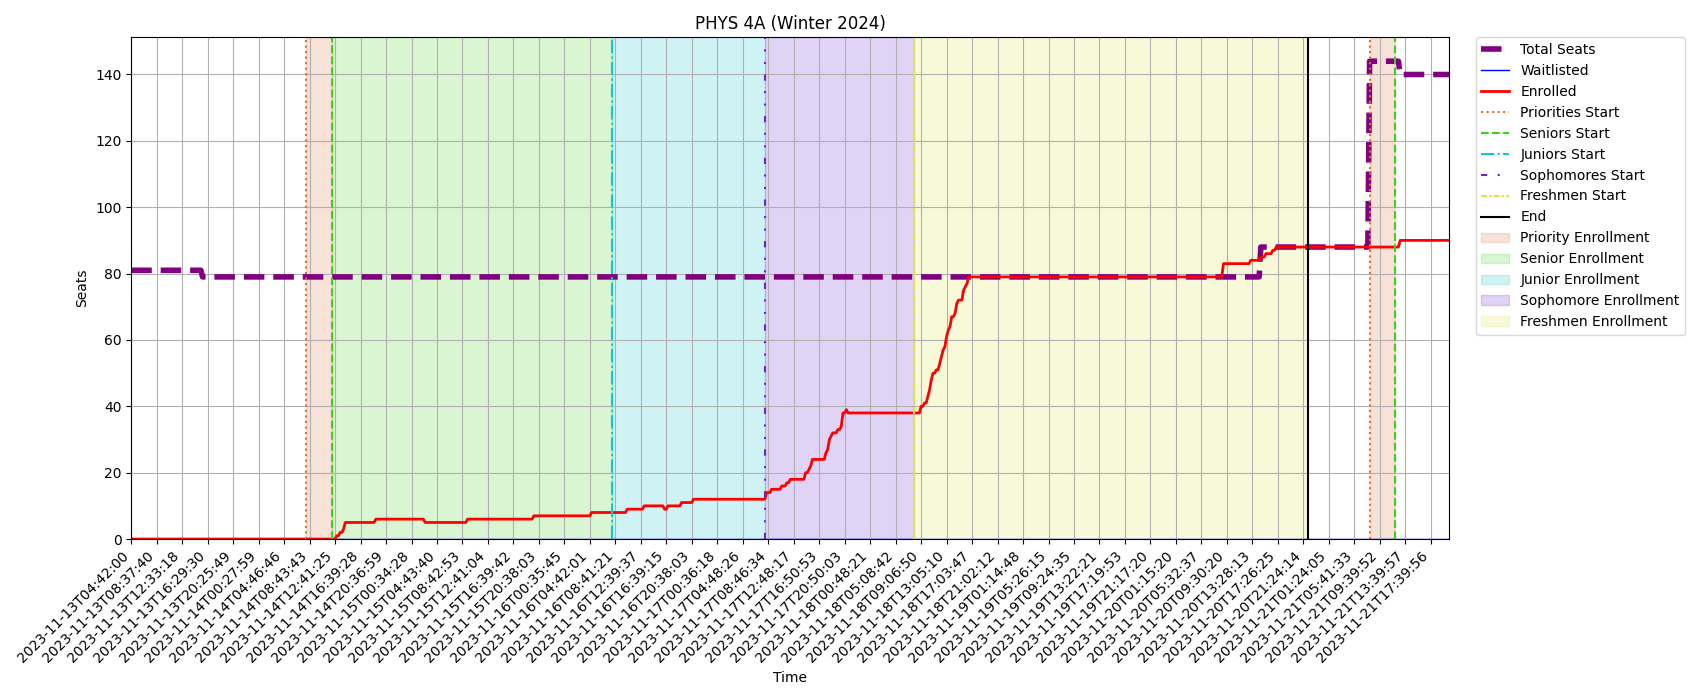 PHYS 4A (Winter 2024)
Seats
140
120
100
80
60
40
20
0
2023-11-13T04:42:00
2023-11-13T08:37:40
2023-11-13T12:33:18
2023-11-13T16:29:30
2023-11-13T20:25:49
2023-11-14T00:27:59
2023-11-14T04:46:46
2023-11-14T08:43:43
2023-11-14T12:41:25
2023-11-14T16:39:28
2023-11-14T20:36:59
2023-11-15T00:34:28
2023-11-15T04:43:40
2023-11-15T08:42:53
2023-11-15T12:41:04
2023-11-15T16:39:42
2023-11-15T20:38:03
2023-11-16T00:35:45
2023-11-16T04:42:01
2023-11-16T08:41:21
2023-11-16T12:39:37
2023-11-16T16:39:15
2023-11-16T20:38:03
2023-11-17T00:36:18
2023-11-17T04:48:26
2023-11-17T08:46:34
2023-11-17T12:48:17
2023-11-17T16:50:53
2023-11-17T20:50:03
2023-11-18T00:48:21
2023-11-18T05:08:42
2023-11-18T09:06:50
2023-11-18T13:05:10
2023-11-18T17:03:47
2023-11-18T21:02:12
2023-11-19T01:14:48
2023-11-19T05:26:15
2023-11-19T09:24:35
2023-11-19T13:22:21
2023-11-19T17:19:53
2023-11-19T21:17:20
2023-11-20T01:15:20
2023-11-20T05:32:37
2023-11-20T09:30:20
2023-11-20T13:28:13
2023-11-20T17:26:25
2023-11-20T21:24:14
2023-11-21T01:24:05
2023-11-21T05:41:33
2023-11-21T09:39:52
2023-11-21T13:39:57
2023-11-21T17:39:56
Time
Total Seats
Waitlisted
Enrolled
Priorities Start
Seniors Start
Juniors Start
Sophomores Start
Freshmen Start
End
Priority Enrollment
Senior Enrollment
Junior Enrollment
Sophomore Enrollment
Freshmen Enrollment